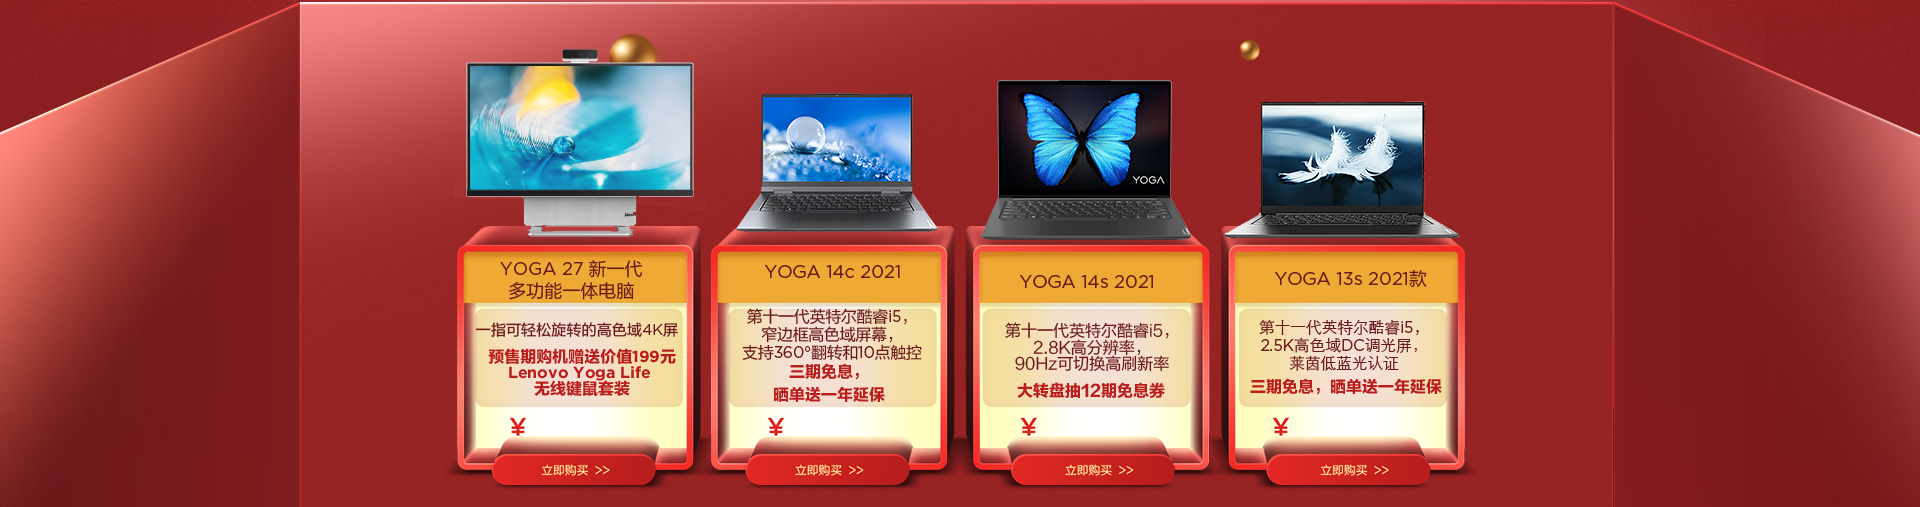 YOGA
YOGA 27 新一代
多功能一体电脑
一指可轻松旋转的高色域4K屏
预售期购机赠送价值199元
Lenovo Yoga Life
无线键鼠套装
¥
立即购买 >>
YOGA 14c 2021
第十一代英特尔酷睿i5，
窄边框高色域屏幕，
支持360°翻转和10点触控
三期免息，
晒单送一年延保
¥
立即购买 >>
YOGA 14s 2021
第十一代英特尔酷睿i5，
2.8K高分辨率，
90Hz可切换高刷新率
大转盘抽12期免息券
¥
立即购买 >>
YOGA 13s 2021款
第十一代英特尔酷睿i5，
2.5K高色域DC调光屏，
莱茵低蓝光认证
三期免息，晒单送一年延保
¥
立即购买 >>